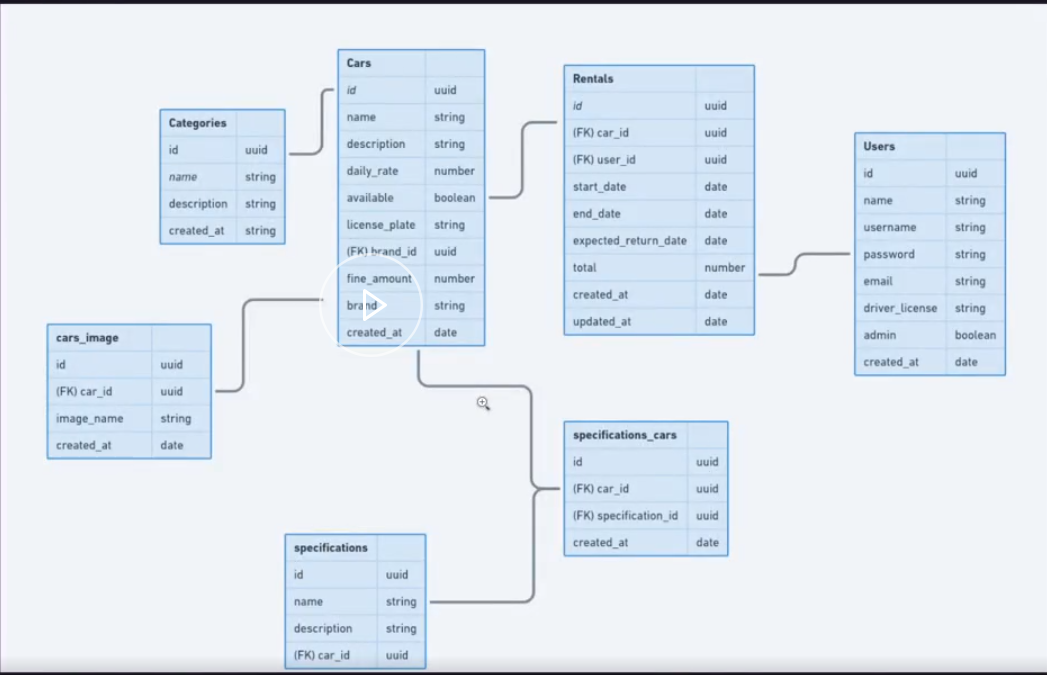 Categories
id uuid
name string
description string
created_at string
Cars
id uuid
name string
description string
daily_rate number
available boolean
license_plate string
(FK) brand_id uuid
fine_amount number
brand string
created_at date
Rentals
id uuid
(FK) car_id uuid
(FK) user_id uuid
start_date date
end_date date
expected_return_date date
total number
created_at date
updated_at date
Users
id uuid
name string
username string
password string
email string
driver_license string
admin boolean
created_at date
cars_image
id uuid
(FK) car_id uuid
image_name string
created_at date
specifications_cars
id uuid
(FK) car_id uuid
(FK) specification_id uuid
created_at date
specifications
id uuid
name string
description string
(FK) car_id uuid